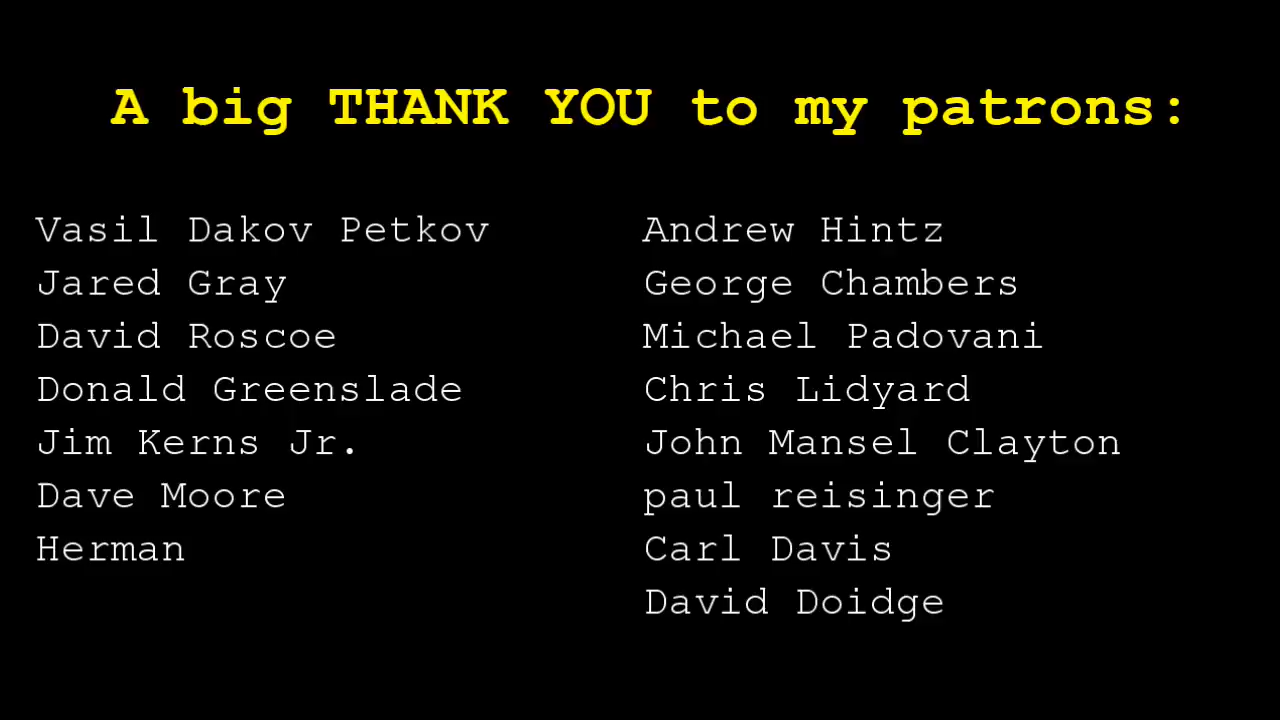 A big THANK YOU to my patrons:
Vasil Dakov Petkov
Jared Gray
David Roscoe
Donald Greenslade
Jim Kerns Jr.
Dave Moore
Herman
Andrew Hintz
George Chambers
Michael Padovani
Chris Lidyard
John Mansel Clayton
paul reisinger
Carl Davis
David Doidge